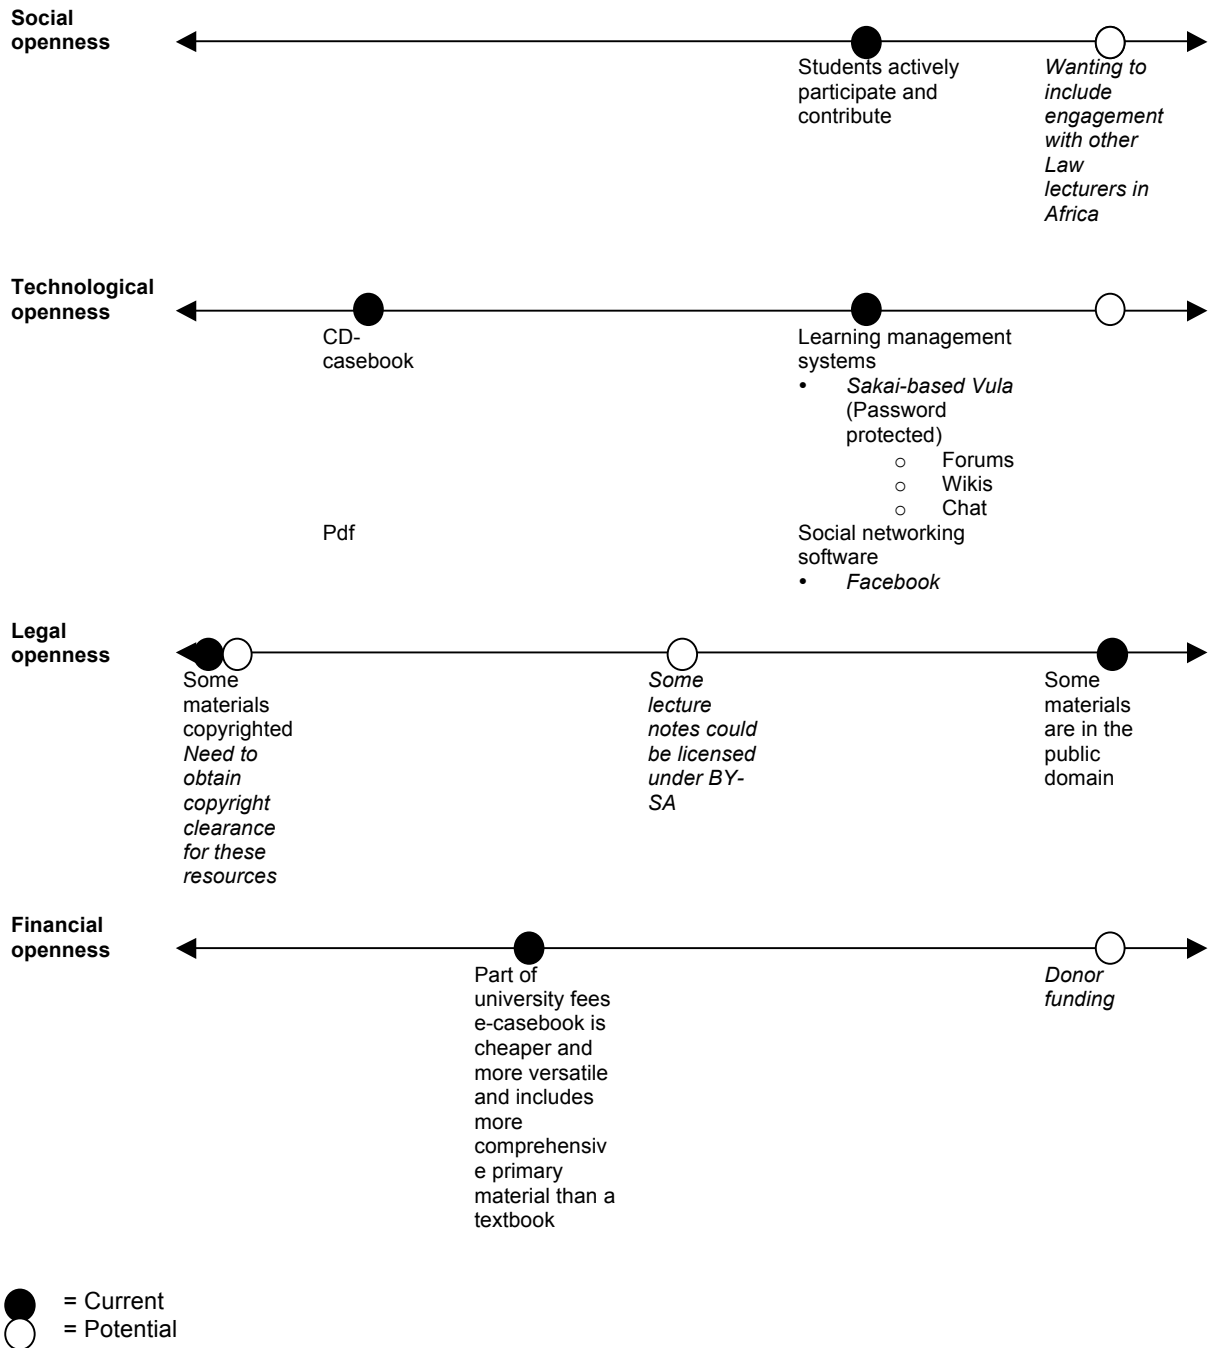 Social
openness
Students actively
participate and
contribute
Wanting to
include
engagement
with other
Law
lecturers in
Africa
Technological
openness
CD-
casebook
Pdf
Learning management
systems
• Sakai-based Vula
(Password
protected)
o Forums
o Wikis
o Chat
Social networking
software
• Facebook
Legal
openness
Some
materials
copyrighted
Need to
obtain
copyright
clearance
for these
resources
Some
lecture
notes could
be licensed
under BY-
SA
Some
materials
are in the
public
domain
Financial
openness
Part of
university fees
e-casebook is
cheaper and
more versatile
and includes
more
comprehensiv
e primary
material than a
textbook
Donor
funding
= Current
= Potential